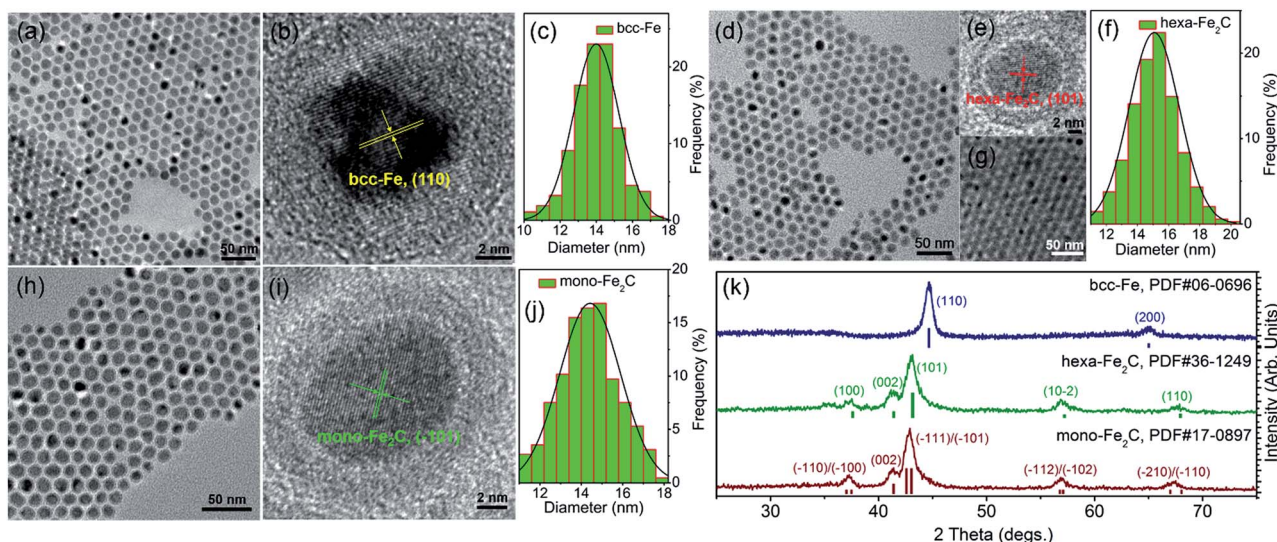 (a)
50 nm
(b)
bcc-Fe, (110)
2 nm
(c)
bcc-Fe
20
10
0
Frequency (%)
10 12 14 16 18
Diameter (nm)
(d)
50 nm
(e)
hexa-Fe₂C, (101)
2 nm
(g)
50 nm
(f)
hexa-Fe₂C
20
10
0
Frequency (%)
12 14 16 18 20
Diameter (nm)
(h)
50 nm
(i)
mono-Fe₂C, (-101)
2 nm
(j)
mono-Fe₂C
20
15
10
5
0
Frequency (%)
12 14 16 18
Diameter (nm)
(k)
bcc-Fe, PDF#06-0696
(110)
(200)
hexa-Fe₂C, PDF#36-1249
(100)
(002)
(101)
(10-2)
(110)
mono-Fe₂C, PDF#17-0897
(-110)/(-100)
(002)
(-111)/(-101)
(-112)/(-102)
(-210)/(-110)
Intensity (Arb. Units)
30 40 50 60 70
2 Theta (degs.)